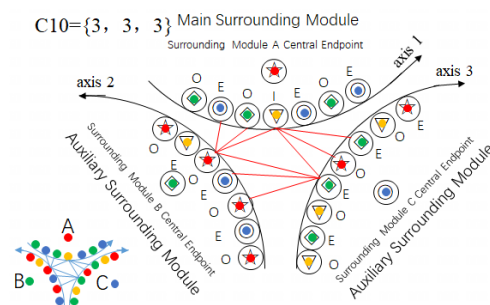 C10={3, 3, 3}
Main Surrounding Module
Surrounding Module A Central Endpoint
axis 1
axis 2
axis 3
O
E
O
E
I
E
O
E
O
O
E
O
E
O
E
O
O
E
O
E
O
E
O
Surrounding Module B Central Endpoint
Auxiliary Surrounding Module
Surrounding Module C Central Endpoint
Auxiliary Surrounding Module
A
B
C